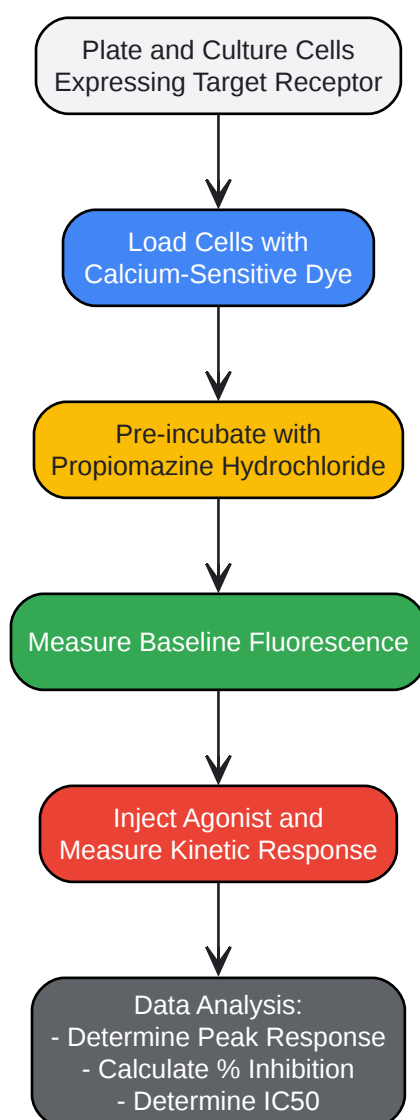 Plate and Culture Cells
Expressing Target Receptor
Load Cells with
Calcium-Sensitive Dye
Pre-incubate with
Propiomazine Hydrochloride
Measure Baseline Fluorescence
Inject Agonist and
Measure Kinetic Response
Data Analysis:
- Determine Peak Response
- Calculate % Inhibition
- Determine IC50